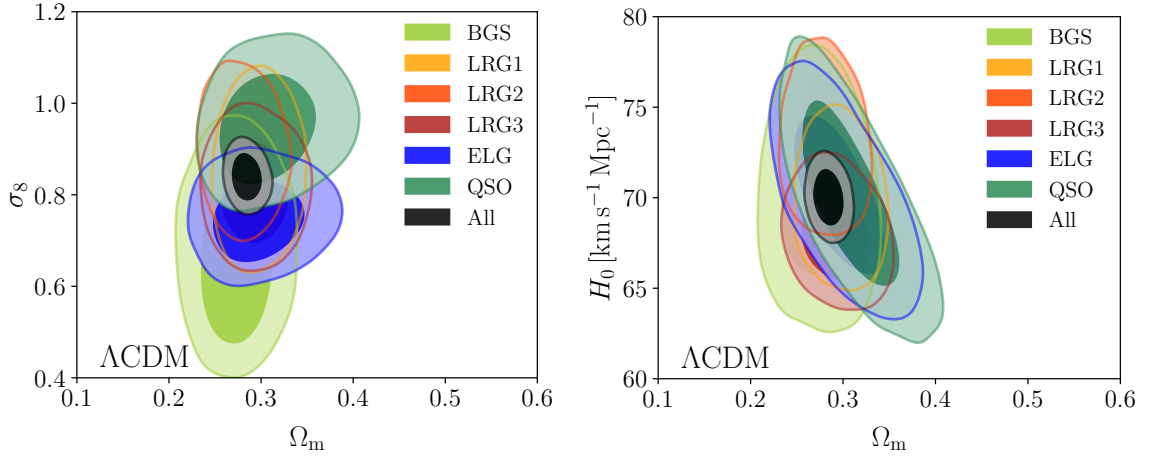 1.2
1.0
0.8
0.6
0.4
σ₈
0.1
0.2
0.3
0.4
0.5
0.6
Ωₘ
BGS
LRG1
LRG2
LRG3
ELG
QSO
All
ΛCDM
80
75
70
65
60
H₀ [km s⁻¹ Mpc⁻¹]
0.1
0.2
0.3
0.4
0.5
0.6
Ωₘ
BGS
LRG1
LRG2
LRG3
ELG
QSO
All
ΛCDM